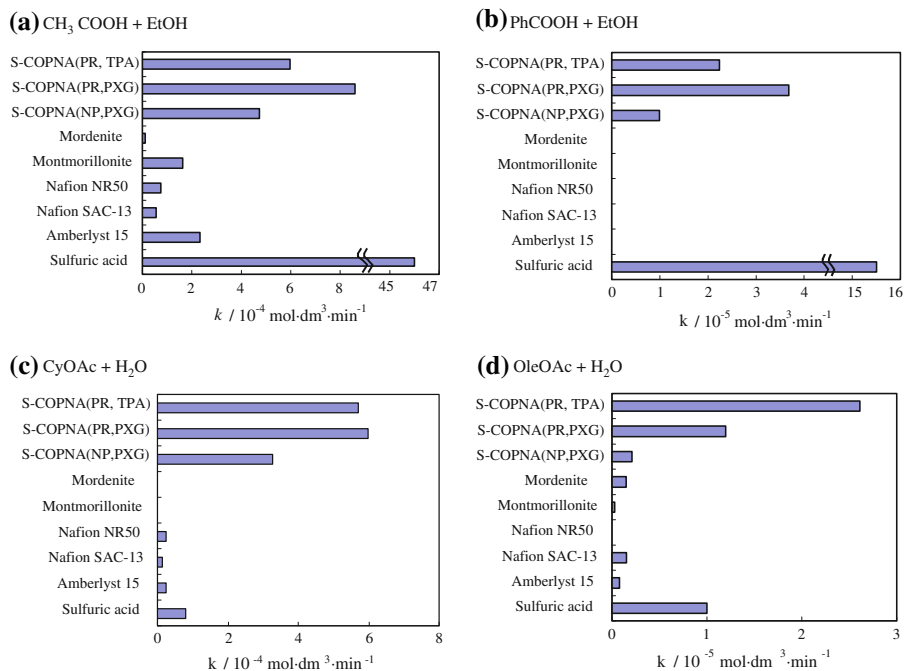 (a) CH₃ COOH + EtOH
S-COPNA(PR, TPA)
S-COPNA(PR,PXG)
S-COPNA(NP,PXG)
Mordenite
Montmorillonite
Nafion NR50
Nafion SAC-13
Amberlyst 15
Sulfuric acid
0 2 4 6 8 45 47
k / 10⁻⁴ mol·dm³·min⁻¹
(b) PhCOOH + EtOH
S-COPNA(PR, TPA)
S-COPNA(PR,PXG)
S-COPNA(NP,PXG)
Mordenite
Montmorillonite
Nafion NR50
Nafion SAC-13
Amberlyst 15
Sulfuric acid
0 1 2 3 4 15 16
k / 10⁻⁵ mol·dm³·min⁻¹
(c) CyOAc + H₂O
S-COPNA(PR, TPA)
S-COPNA(PR,PXG)
S-COPNA(NP,PXG)
Mordenite
Montmorillonite
Nafion NR50
Nafion SAC-13
Amberlyst 15
Sulfuric acid
0 2 4 6 8
k / 10⁻⁴ mol·dm³·min⁻¹
(d) OleOAc + H₂O
S-COPNA(PR, TPA)
S-COPNA(PR,PXG)
S-COPNA(NP,PXG)
Mordenite
Montmorillonite
Nafion NR50
Nafion SAC-13
Amberlyst 15
Sulfuric acid
0 1 2 3
k / 10⁻⁵ mol·dm³·min⁻¹